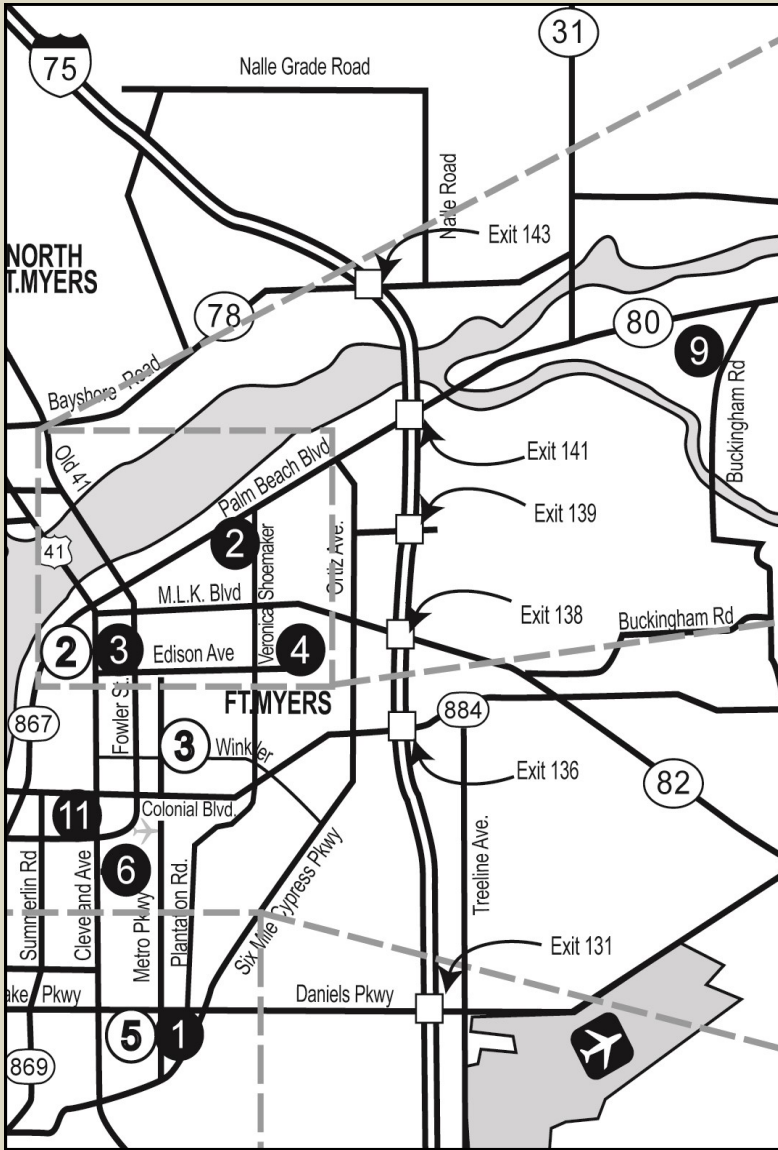 31
75
Nalle Grade Road
Nalle Road
Exit 143
NORTH
T.MYERS
78
80
9
Bayshore Road
Buckingham Rd
Old 41
Palm Beach Blvd
Exit 141
Exit 139
41
2
Veronica Shoemaker
Ortiz Ave.
M.L.K. Blvd
Exit 138
Buckingham Rd
2
3
Edison Ave
4
FT.MYERS
884
867
Fowler St.
3
Winkler
Exit 136
82
11
Colonial Blvd.
6
Summerlin Rd
Cleveland Ave
Metro Pkwy
Plantation Rd.
Six Mile Cypress Pkwy
Treeline Ave.
Exit 131
ake Pkwy
Daniels Pkwy
5
1
869